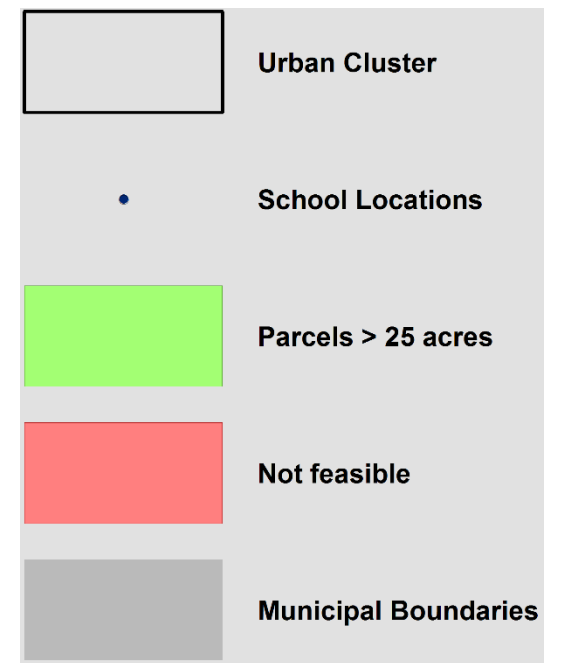 Urban Cluster
School Locations
Parcels > 25 acres
Not feasible
Municipal Boundaries